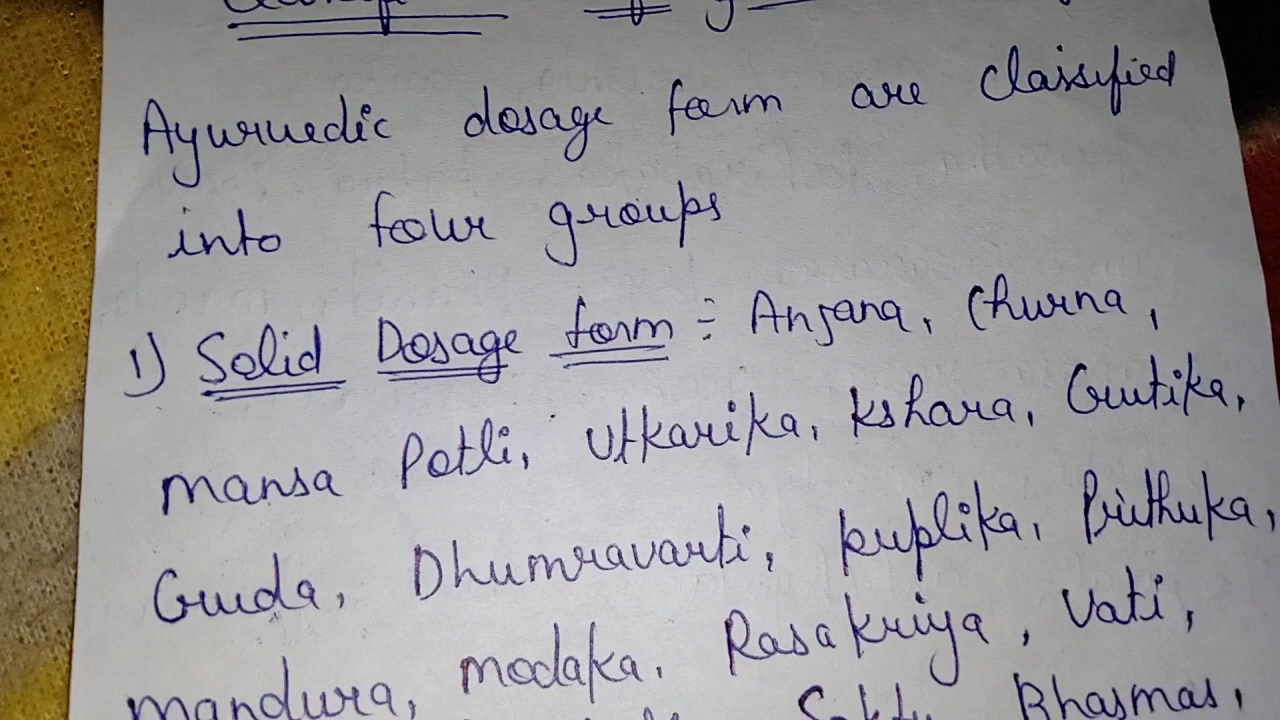 Ayurvedic dosage form are classified
into four groups
1) Solid Dosage form ÷ Anjana, Churna,
mansa Potli, Utkarika, Kshara, Gutika,
Guda, Dhumravarti, puplika, Prithuka,
mandura, modaka, Rasakriya, Vati,
Bhasmas,